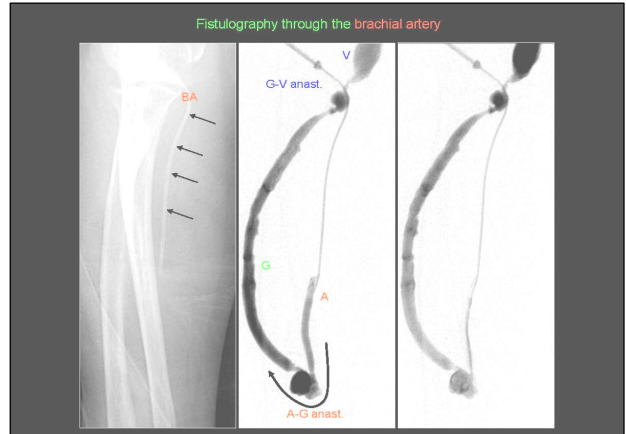 Fistulography through the brachial artery
BA
V
G-V anast.
G
A
A-G anast.